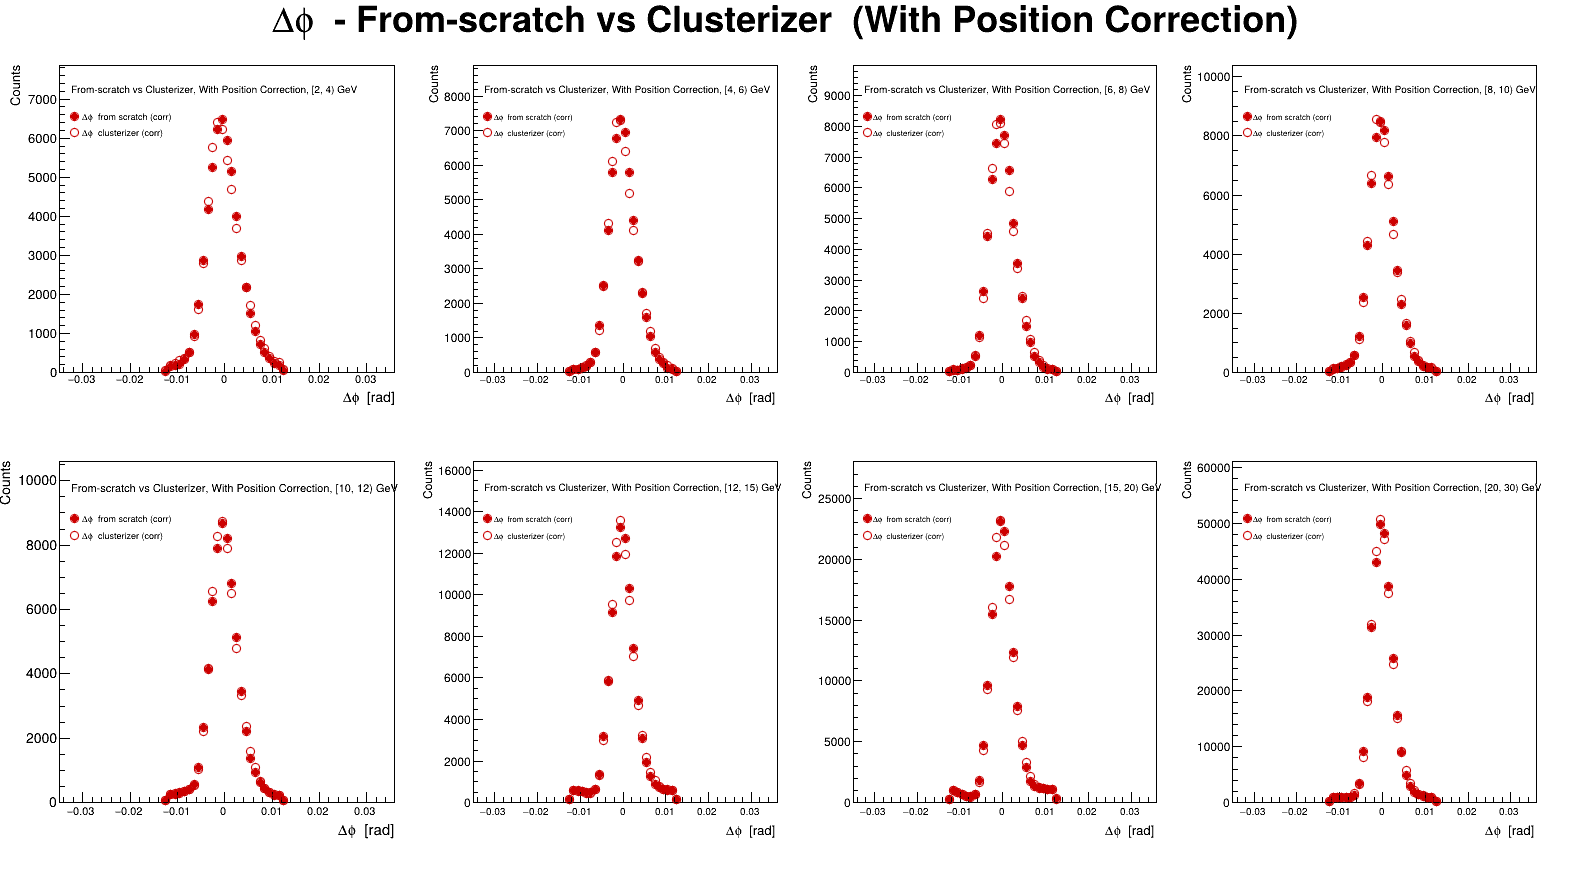 Δϕ - From-scratch vs Clusterizer (With Position Correction)
Counts
From-scratch vs Clusterizer, With Position Correction, [2, 4) GeV
Δϕ from scratch (corr)
Δϕ clusterizer (corr)
7000
6000
5000
4000
3000
2000
1000
0
−0.03 −0.02 −0.01 0 0.01 0.02 0.03
Δϕ [rad]
Counts
From-scratch vs Clusterizer, With Position Correction, [4, 6) GeV
Δϕ from scratch (corr)
Δϕ clusterizer (corr)
8000
7000
6000
5000
4000
3000
2000
1000
0
−0.03 −0.02 −0.01 0 0.01 0.02 0.03
Δϕ [rad]
Counts
From-scratch vs Clusterizer, With Position Correction, [6, 8) GeV
Δϕ from scratch (corr)
Δϕ clusterizer (corr)
9000
8000
7000
6000
5000
4000
3000
2000
1000
0
−0.03 −0.02 −0.01 0 0.01 0.02 0.03
Δϕ [rad]
Counts
From-scratch vs Clusterizer, With Position Correction, [8, 10) GeV
Δϕ from scratch (corr)
Δϕ clusterizer (corr)
10000
8000
6000
4000
2000
0
−0.03 −0.02 −0.01 0 0.01 0.02 0.03
Δϕ [rad]
Counts
From-scratch vs Clusterizer, With Position Correction, [10, 12) GeV
Δϕ from scratch (corr)
Δϕ clusterizer (corr)
10000
8000
6000
4000
2000
0
−0.03 −0.02 −0.01 0 0.01 0.02 0.03
Δϕ [rad]
Counts
From-scratch vs Clusterizer, With Position Correction, [12, 15) GeV
Δϕ from scratch (corr)
Δϕ clusterizer (corr)
16000
14000
12000
10000
8000
6000
4000
2000
0
−0.03 −0.02 −0.01 0 0.01 0.02 0.03
Δϕ [rad]
Counts
From-scratch vs Clusterizer, With Position Correction, [15, 20) GeV
Δϕ from scratch (corr)
Δϕ clusterizer (corr)
25000
20000
15000
10000
5000
0
−0.03 −0.02 −0.01 0 0.01 0.02 0.03
Δϕ [rad]
Counts
From-scratch vs Clusterizer, With Position Correction, [20, 30) GeV
Δϕ from scratch (corr)
Δϕ clusterizer (corr)
60000
50000
40000
30000
20000
10000
0
−0.03 −0.02 −0.01 0 0.01 0.02 0.03
Δϕ [rad]